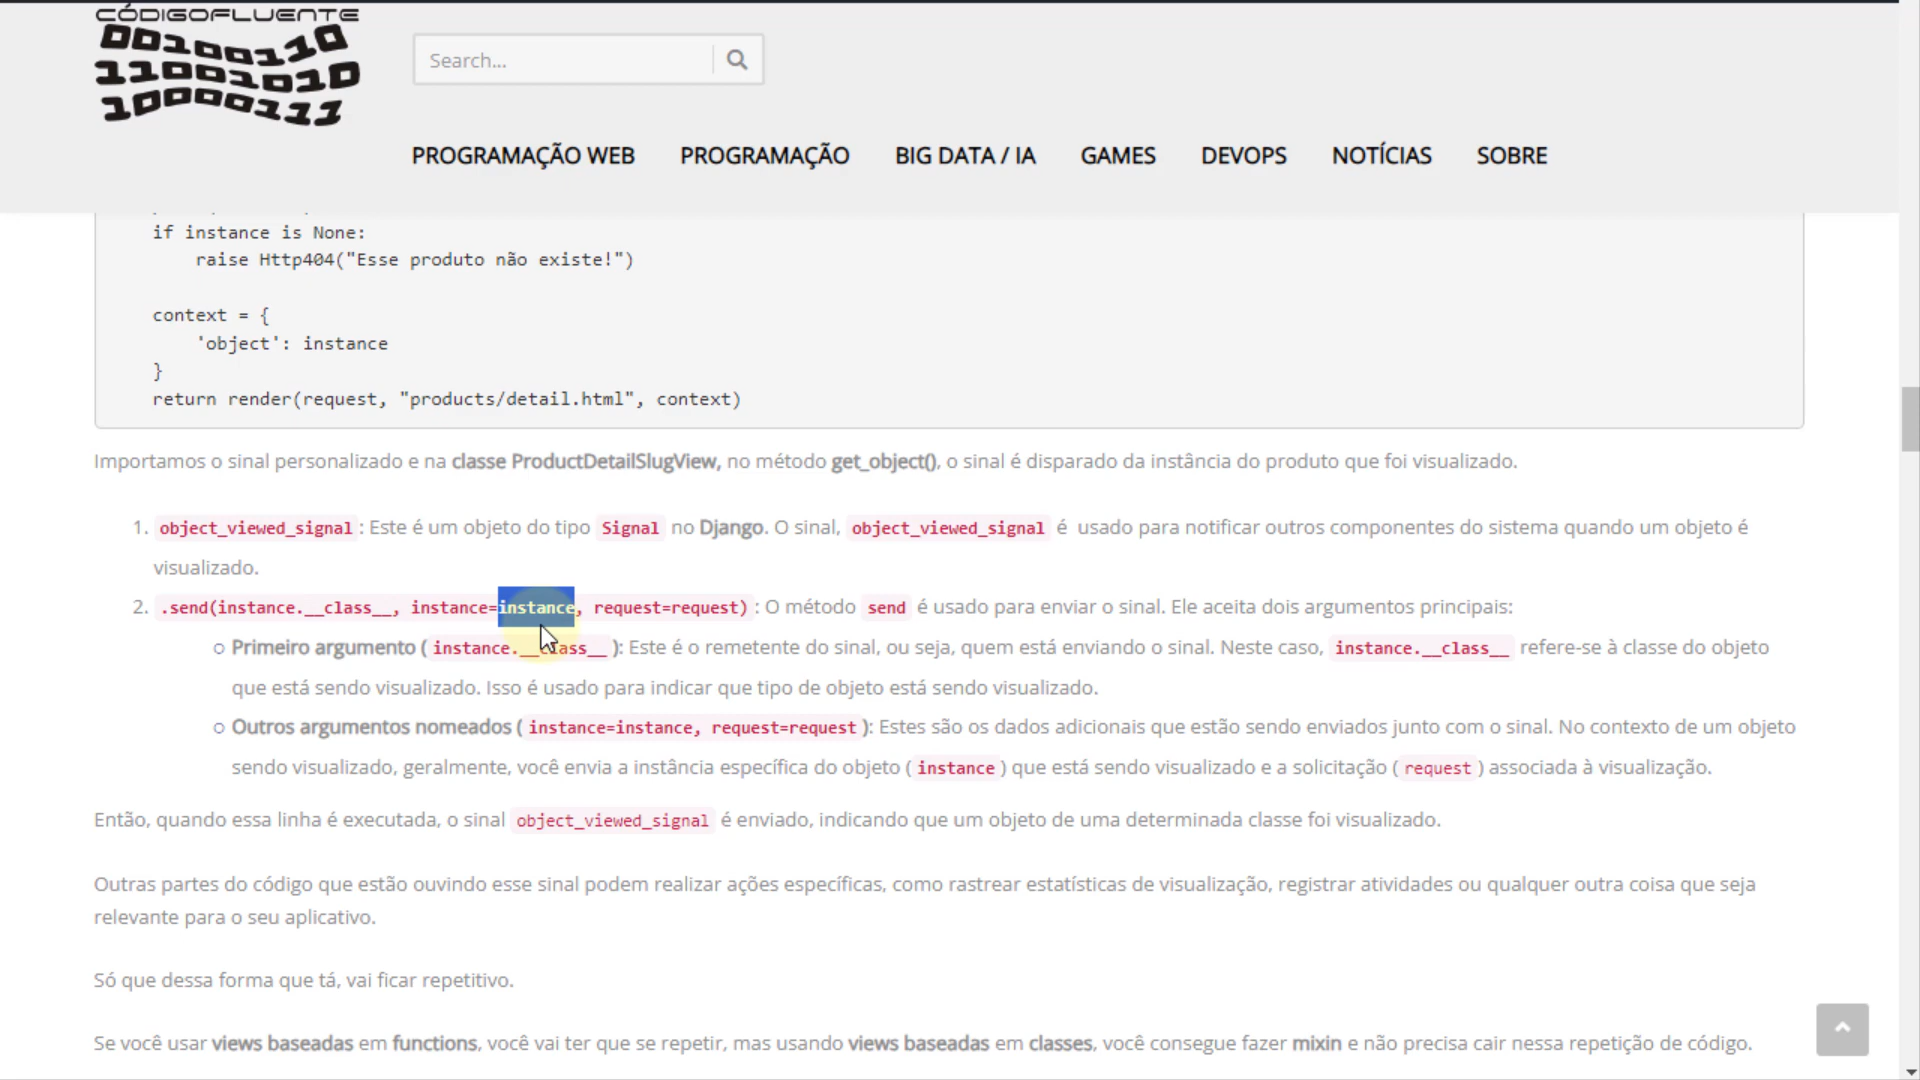 CÓDIGOFLUENTE
00100110
11001010
10000111
Search...
PROGRAMAÇÃO WEB PROGRAMAÇÃO BIG DATA / IA GAMES DEVOPS NOTÍCIAS SOBRE
if instance is None:
raise Http404("Esse produto não existe!")
context = {
'object': instance
}
return render(request, "products/detail.html", context)
Importamos o sinal personalizado e na classe ProductDetailSlugView, no método get_object(), o sinal é disparado da instância do produto que foi visualizado.
1. object_viewed_signal: Este é um objeto do tipo Signal no Django. O sinal, object_viewed_signal é usado para notificar outros componentes do sistema quando um objeto é
visualizado.
2. .send(instance.__class__, instance=instance, request=request): O método send é usado para enviar o sinal. Ele aceita dois argumentos principais:
○ Primeiro argumento (instance.__class__): Este é o remetente do sinal, ou seja, quem está enviando o sinal. Neste caso, instance.__class__ refere-se à classe do objeto
que está sendo visualizado. Isso é usado para indicar que tipo de objeto está sendo visualizado.
○ Outros argumentos nomeados (instance=instance, request=request): Estes são os dados adicionais que estão sendo enviados junto com o sinal. No contexto de um objeto
sendo visualizado, geralmente, você envia a instância específica do objeto (instance) que está sendo visualizado e a solicitação (request) associada à visualização.
Então, quando essa linha é executada, o sinal object_viewed_signal é enviado, indicando que um objeto de uma determinada classe foi visualizado.
Outras partes do código que estão ouvindo esse sinal podem realizar ações específicas, como rastrear estatísticas de visualização, registrar atividades ou qualquer outra coisa que seja
relevante para o seu aplicativo.
Só que dessa forma que tá, vai ficar repetitivo.
Se você usar views baseadas em functions, você vai ter que se repetir, mas usando views baseadas em classes, você consegue fazer mixin e não precisa cair nessa repetição de código.